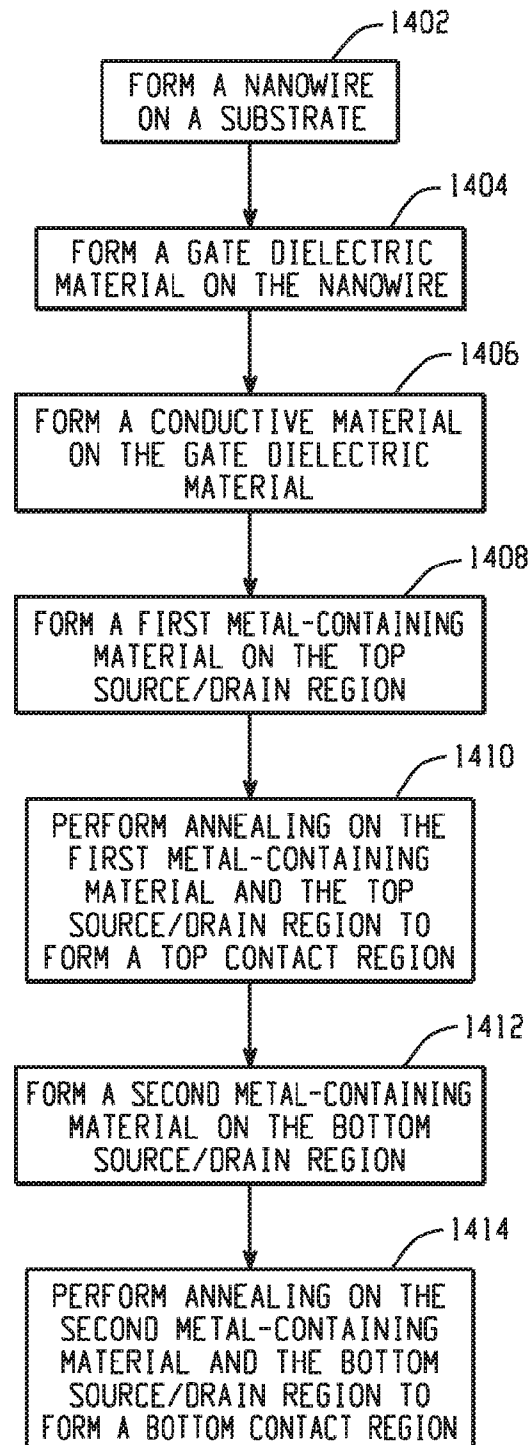 1402
FORM A NANOWIRE
ON A SUBSTRATE
1404
FORM A GATE DIELECTRIC
MATERIAL ON THE NANOWIRE
1406
FORM A CONDUCTIVE MATERIAL
ON THE GATE DIELECTRIC
MATERIAL
1408
FORM A FIRST METAL-CONTAINING
MATERIAL ON THE TOP
SOURCE/DRAIN REGION
1410
PERFORM ANNEALING ON THE
FIRST METAL-CONTAINING
MATERIAL AND THE TOP
SOURCE/DRAIN REGION TO
FORM A TOP CONTACT REGION
1412
FORM A SECOND METAL-CONTAINING
MATERIAL ON THE BOTTOM
SOURCE/DRAIN REGION
1414
PERFORM ANNEALING ON THE
SECOND METAL-CONTAINING
MATERIAL AND THE BOTTOM
SOURCE/DRAIN REGION TO
FORM A BOTTOM CONTACT REGION